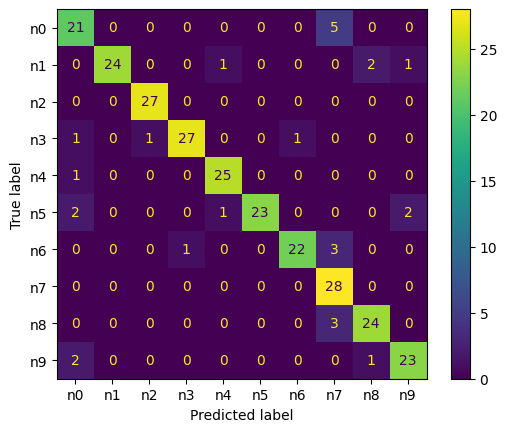 n0 21 0 0 0 0 0 0 5 0 0
n1 0 24 0 0 1 0 0 0 2 1
n2 0 0 27 0 0 0 0 0 0 0
n3 1 0 1 27 0 0 1 0 0 0
n4 1 0 0 0 25 0 0 0 0 0
n5 2 0 0 0 1 23 0 0 0 2
n6 0 0 0 1 0 0 22 3 0 0
n7 0 0 0 0 0 0 0 28 0 0
n8 0 0 0 0 0 0 0 3 24 0
n9 2 0 0 0 0 0 0 0 1 23
n0 n1 n2 n3 n4 n5 n6 n7 n8 n9
Predicted label
True label
25
20
15
10
5
0